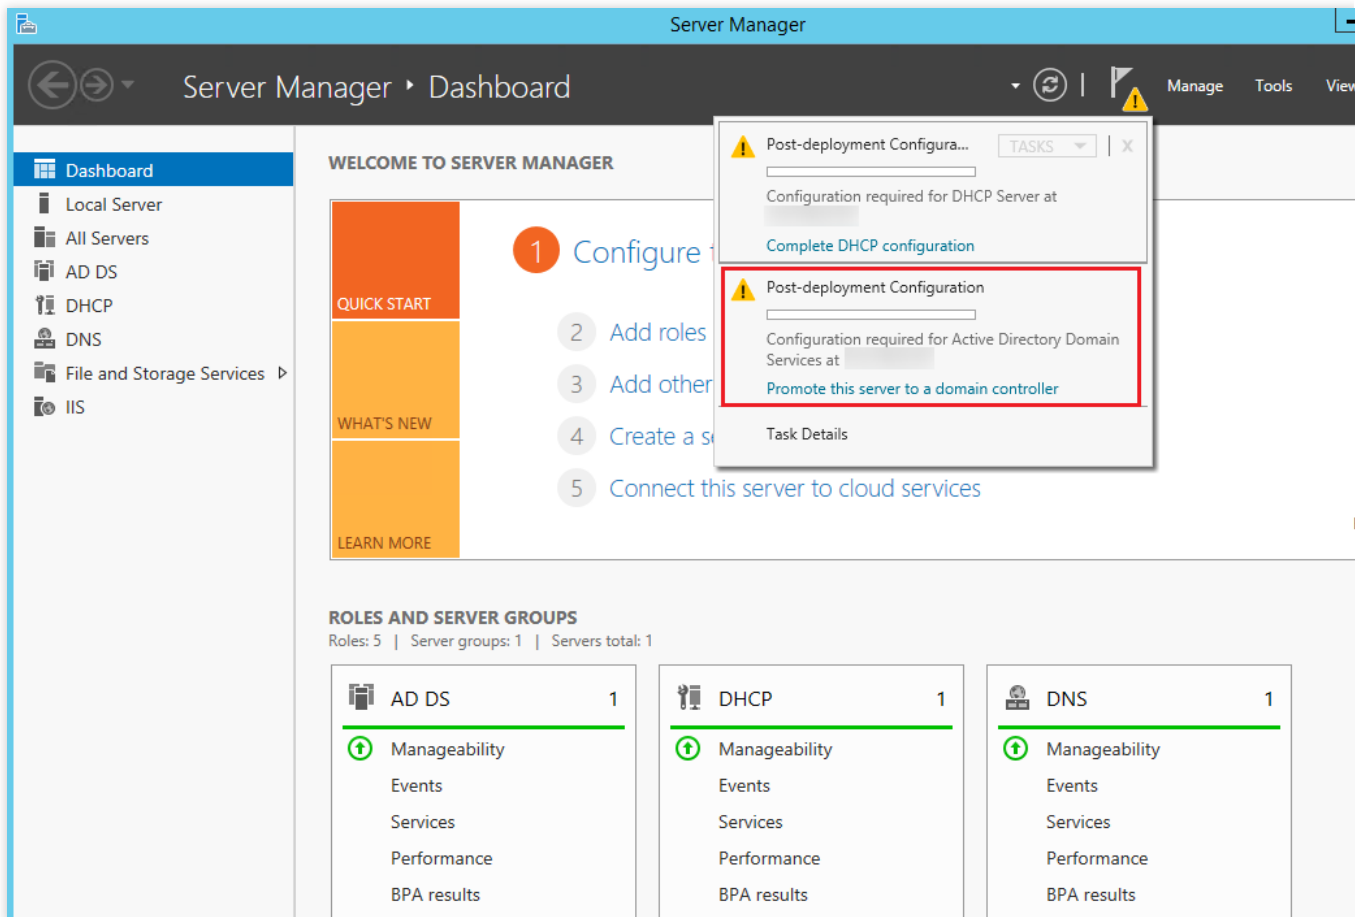 Server Manager
Server Manager • Dashboard
Manage Tools View
Dashboard
Local Server
All Servers
AD DS
DHCP
DNS
File and Storage Services
IIS
WELCOME TO SERVER MANAGER
QUICK START
WHAT'S NEW
LEARN MORE
1 Configure
2 Add roles
3 Add other
4 Create a
5 Connect this server to cloud services
Post-deployment Configura... TASKS X
Configuration required for DHCP Server at
Complete DHCP configuration
Post-deployment Configuration
Configuration required for Active Directory Domain
Services at
Promote this server to a domain controller
Task Details
ROLES AND SERVER GROUPS
Roles: 5 | Server groups: 1 | Servers total: 1
AD DS 1
Manageability
Events
Services
Performance
BPA results
DHCP 1
Manageability
Events
Services
Performance
BPA results
DNS 1
Manageability
Events
Services
Performance
BPA results